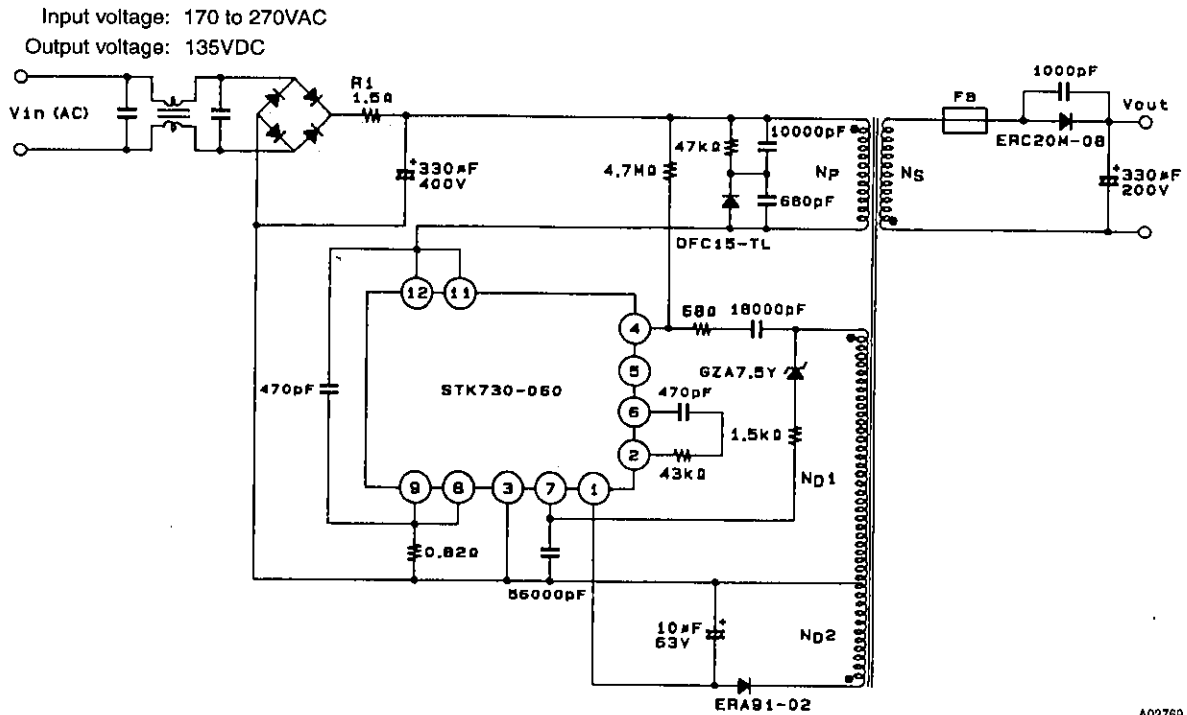 Input voltage: 170 to 270VAC
Output voltage: 135VDC
R1
1.5Ω
1000pF
FB
Vout
Vin (AC)
ERC20M-08
10000pF
47kΩ
330μF
400V
4.7MΩ
NP
NS
330μF
200V
680pF
DFC15-TL
12
11
4
68Ω
18000pF
5
GZA7.5Y
470pF
STK730-060
470pF
6
1.5kΩ
2
43kΩ
ND1
9
8
3
7
1
0.82Ω
56000pF
10μF
63V
ND2
ERA91-02
A02769